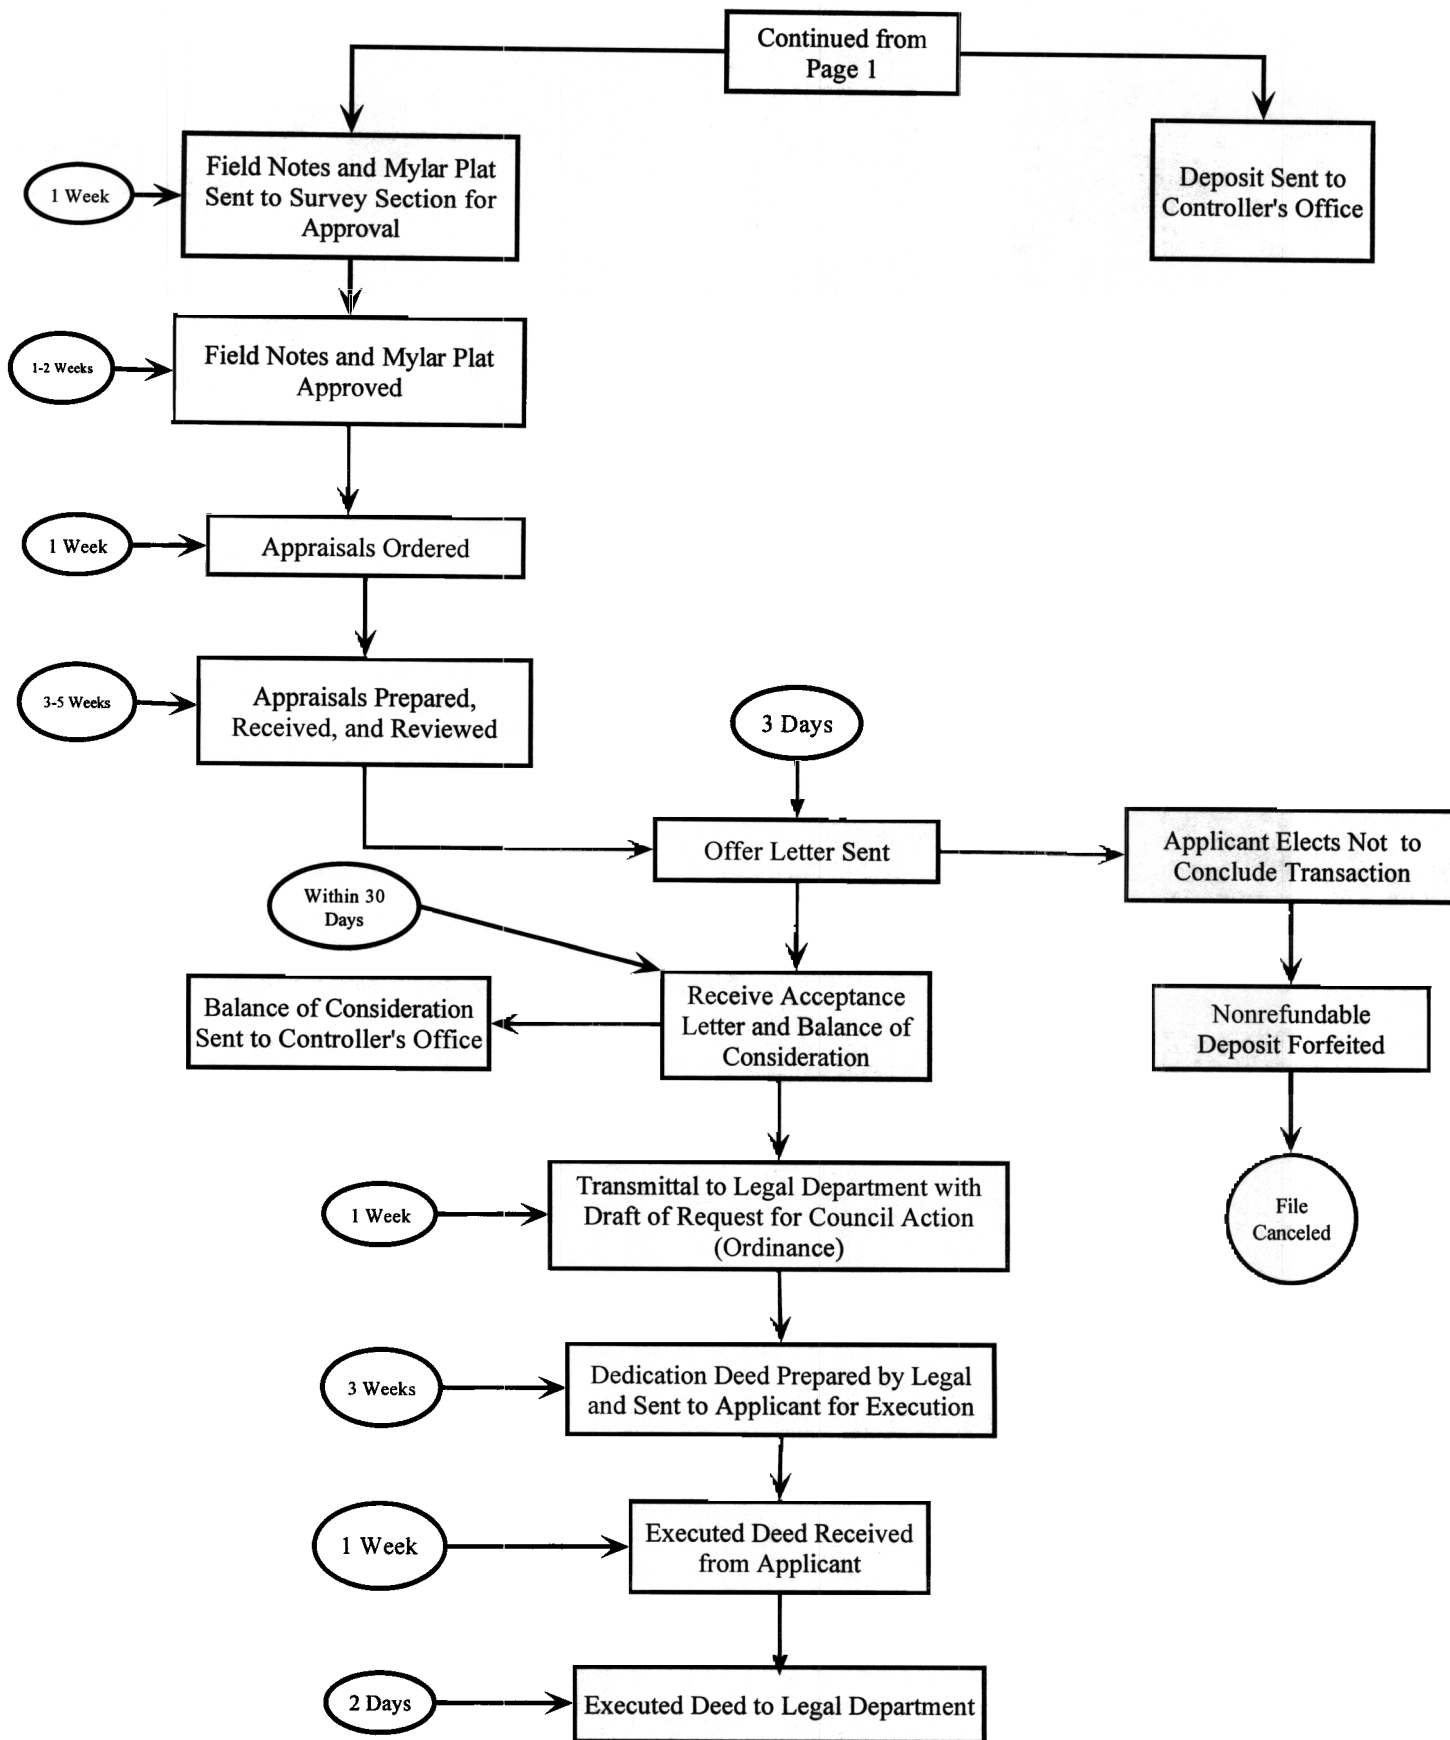 Continued from
Page 1
Field Notes and Mylar Plat
Sent to Survey Section for
Approval
1 Week
Deposit Sent to
Controller's Office
Field Notes and Mylar Plat
Approved
1-2 Weeks
1 Week
Appraisals Ordered
3-5 Weeks
Appraisals Prepared,
Received, and Reviewed
3 Days
Offer Letter Sent
Applicant Elects Not to
Conclude Transaction
Within 30
Days
Balance of Consideration
Sent to Controller's Office
Receive Acceptance
Letter and Balance of
Consideration
Nonrefundable
Deposit Forfeited
1 Week
Transmittal to Legal Department with
Draft of Request for Council Action
(Ordinance)
File
Canceled
3 Weeks
Dedication Deed Prepared by Legal
and Sent to Applicant for Execution
1 Week
Executed Deed Received
from Applicant
2 Days
Executed Deed to Legal Department